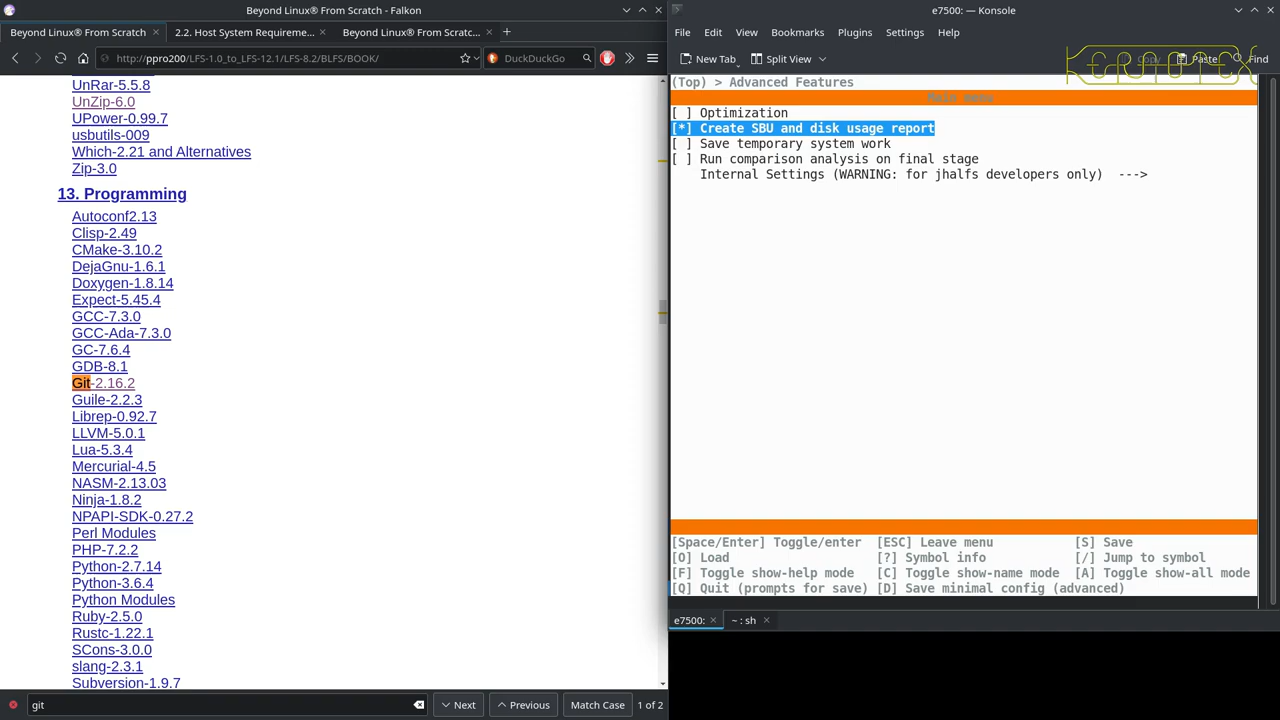 Beyond Linux® From Scratch - Falkon
Beyond Linux® From Scratch
2.2. Host System Requireme...
Beyond Linux® From Scratc...
http://ppro200/LFS-1.0_to_LFS-12.1/LFS-8.2/BLFS/BOOK/
DuckDuckGo
UnRar-5.5.8
UnZip-6.0
UPower-0.99.7
usbutils-009
Which-2.21 and Alternatives
Zip-3.0
13. Programming
Autoconf2.13
Clisp-2.49
CMake-3.10.2
DejaGnu-1.6.1
Doxygen-1.8.14
Expect-5.45.4
GCC-7.3.0
GCC-Ada-7.3.0
GC-7.6.4
GDB-8.1
Git-2.16.2
Guile-2.2.3
Librep-0.92.7
LLVM-5.0.1
Lua-5.3.4
Mercurial-4.5
NASM-2.13.03
Ninja-1.8.2
NPAPI-SDK-0.27.2
Perl Modules
PHP-7.2.2
Python-2.7.14
Python-3.6.4
Python Modules
Ruby-2.5.0
Rustc-1.22.1
SCons-3.0.0
slang-2.3.1
Subversion-1.9.7
git
Next
Previous
Match Case
1 of 2
e7500: — Konsole
File Edit View Bookmarks Plugins Settings Help
New Tab Split View Copy Paste Find
(Top) > Advanced Features
Main menu
[ ] Optimization
[*] Create SBU and disk usage report
[ ] Save temporary system work
[ ] Run comparison analysis on final stage
Internal Settings (WARNING: for jhalfs developers only) --->
[Space/Enter] Toggle/enter [ESC] Leave menu [S] Save
[O] Load [?] Symbol info [/] Jump to symbol
[F] Toggle show-help mode [C] Toggle show-name mode [A] Toggle show-all mode
[Q] Quit (prompts for save) [D] Save minimal config (advanced)
e7500:
~ : sh